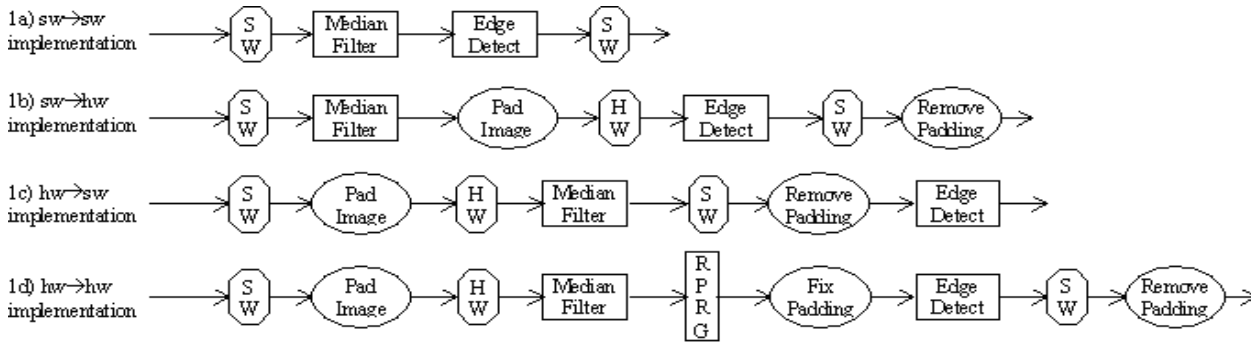 1a) sw→sw
implementation
S
W
Median
Filter
Edge
Detect
S
W
1b) sw→hw
implementation
S
W
Median
Filter
Pad
Image
H
W
Edge
Detect
S
W
Remove
Padding
1c) hw→sw
implementation
S
W
Pad
Image
H
W
Median
Filter
S
W
Remove
Padding
Edge
Detect
1d) hw→hw
implementation
S
W
Pad
Image
H
W
Median
Filter
R
P
R
G
Fix
Padding
Edge
Detect
S
W
Remove
Padding